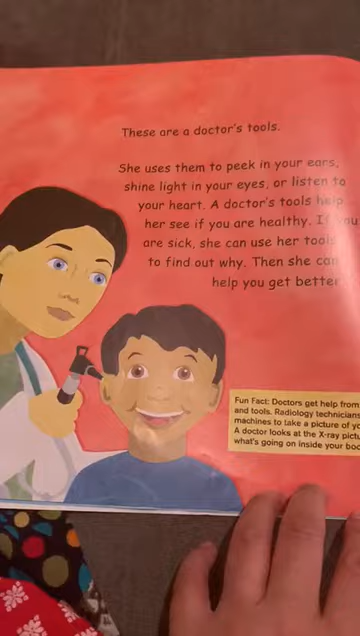 These are a doctor's tools.
She uses them to peek in your ears,
shine light in your eyes, or listen to
your heart. A doctor's tools help
her see if you are healthy. If you
are sick, she can use her tools
to find out why. Then she can
help you get better
Fun Fact: Doctors get help from
and tools. Radiology technicians
machines to take a picture of
A doctor looks at the X-ray
what's going on inside your